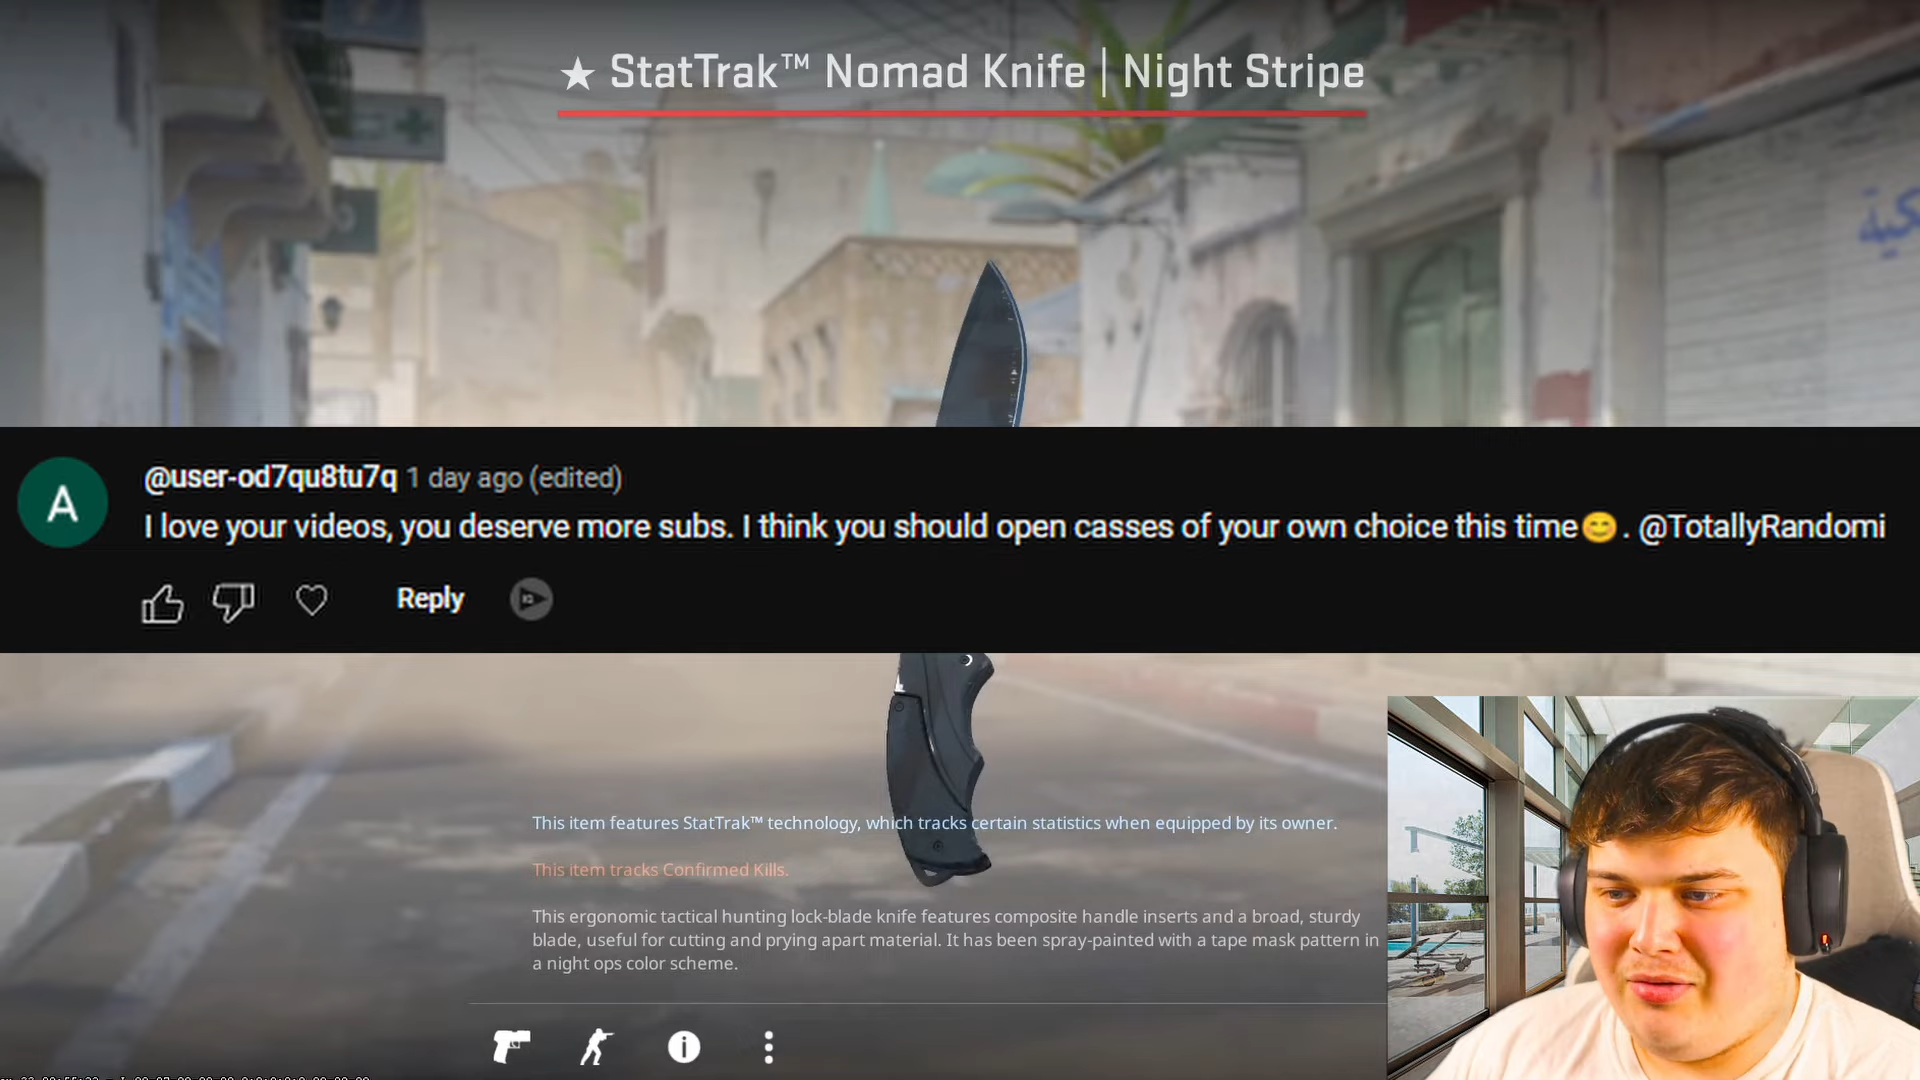 ★ StatTrak™ Nomad Knife | Night Stripe
A
@user-od7qu8tu7q 1 day ago (edited)
I love your videos, you deserve more subs. I think you should open casses of your own choice this time😊. @TotallyRandomi
Reply
This item features StatTrak™ technology, which tracks certain statistics when equipped by its owner.
This item tracks Confirmed Kills.
This ergonomic tactical hunting lock-blade knife features composite handle inserts and a broad, sturdy
blade, useful for cutting and prying apart material. It has been spray-painted with a tape mask pattern in
a night ops color scheme.